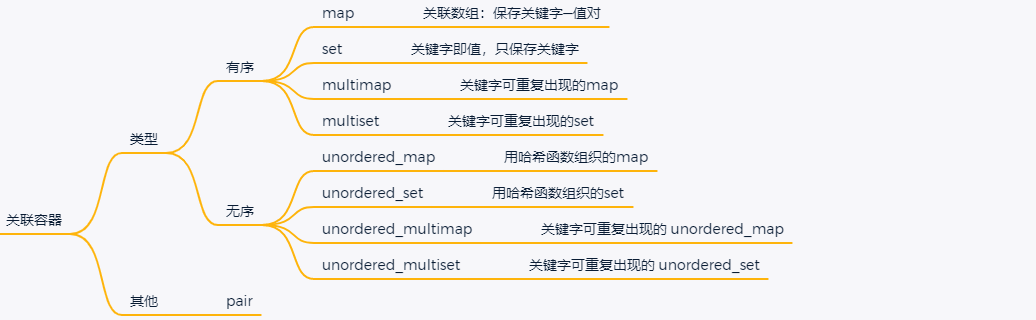 map 关联数组：保存关键字—值对
set 关键字即值，只保存关键字
有序
multimap 关键字可重复出现的map
multiset 关键字可重复出现的set
类型
unordered_map 用哈希函数组织的map
unordered_set 用哈希函数组织的set
无序
关联容器
unordered_multimap 关键字可重复出现的 unordered_map
unordered_multiset 关键字可重复出现的 unordered_set
其他 pair